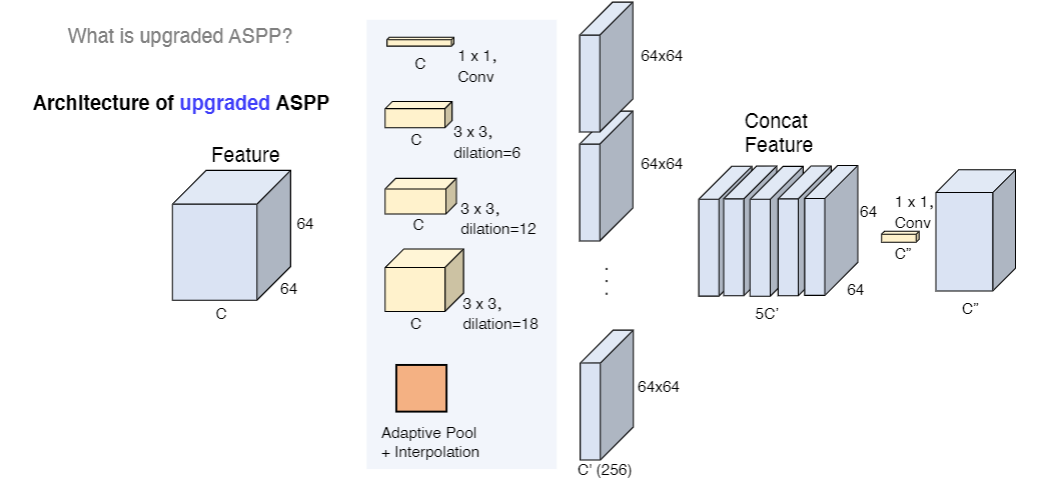 What is upgraded ASPP?
Architecture of upgraded ASPP
Feature
64
64
C
C
1 x 1,
Conv
C
3 x 3,
dilation=6
C
3 x 3,
dilation=12
C
3 x 3,
dilation=18
Adaptive Pool
+ Interpolation
64x64
64x64
.
.
.
64x64
C' (256)
Concat
Feature
64
64
5C'
1 x 1,
Conv
C"
C"